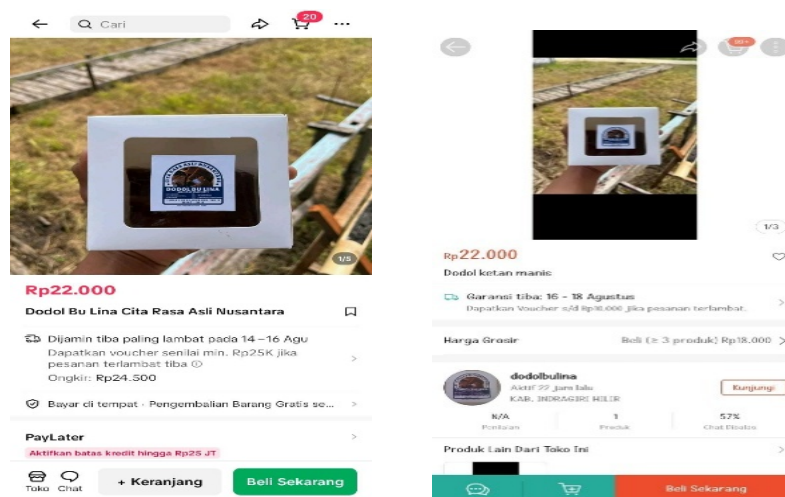 Cari
20
DODOL BU LINA
1/5
Rp22.000
Dodol Bu Lina Cita Rasa Asli Nusantara
Dijamin tiba paling lambat pada 14–16 Agu
Dapatkan voucher senilai min. Rp25K jika
pesanan terlambat tiba
Ongkir: Rp24.500
Bayar di tempat · Pengembalian Barang Gratis se...
PayLater
Aktifkan batas kredit hingga Rp25 JT
Toko
Chat
+ Keranjang
Beli Sekarang
1/3
Rp22.000
Dodol ketan manis
Garansi tiba: 16 - 18 Agustus
Dapatkan Voucher s/d Rp10.000 jika pesanan terlambat.
Harga Grosir
Beli (≥ 3 produk) Rp18.000
dodolbulina
Aktif 22 jam lalu
KAB. INDRAGIRI HILIR
Kunjungi
N/A
1
57%
Penilaian
Produk
Chat Dibalas
Produk Lain Dari Toko Ini
Beli Sekarang